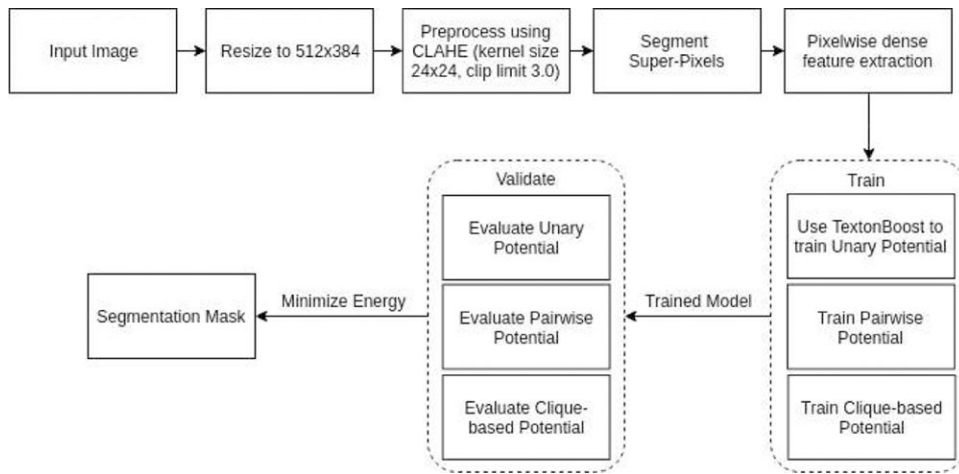 Input Image
Resize to 512x384
Preprocess using
CLAHE (kernel size
24x24, clip limit 3.0)
Segment
Super-Pixels
Pixelwise dense
feature extraction
Train
Use TextonBoost to
train Unary Potential
Train Pairwise
Potential
Train Clique-based
Potential
Trained Model
Validate
Evaluate Unary
Potential
Evaluate Pairwise
Potential
Evaluate Clique-
based Potential
Minimize Energy
Segmentation Mask